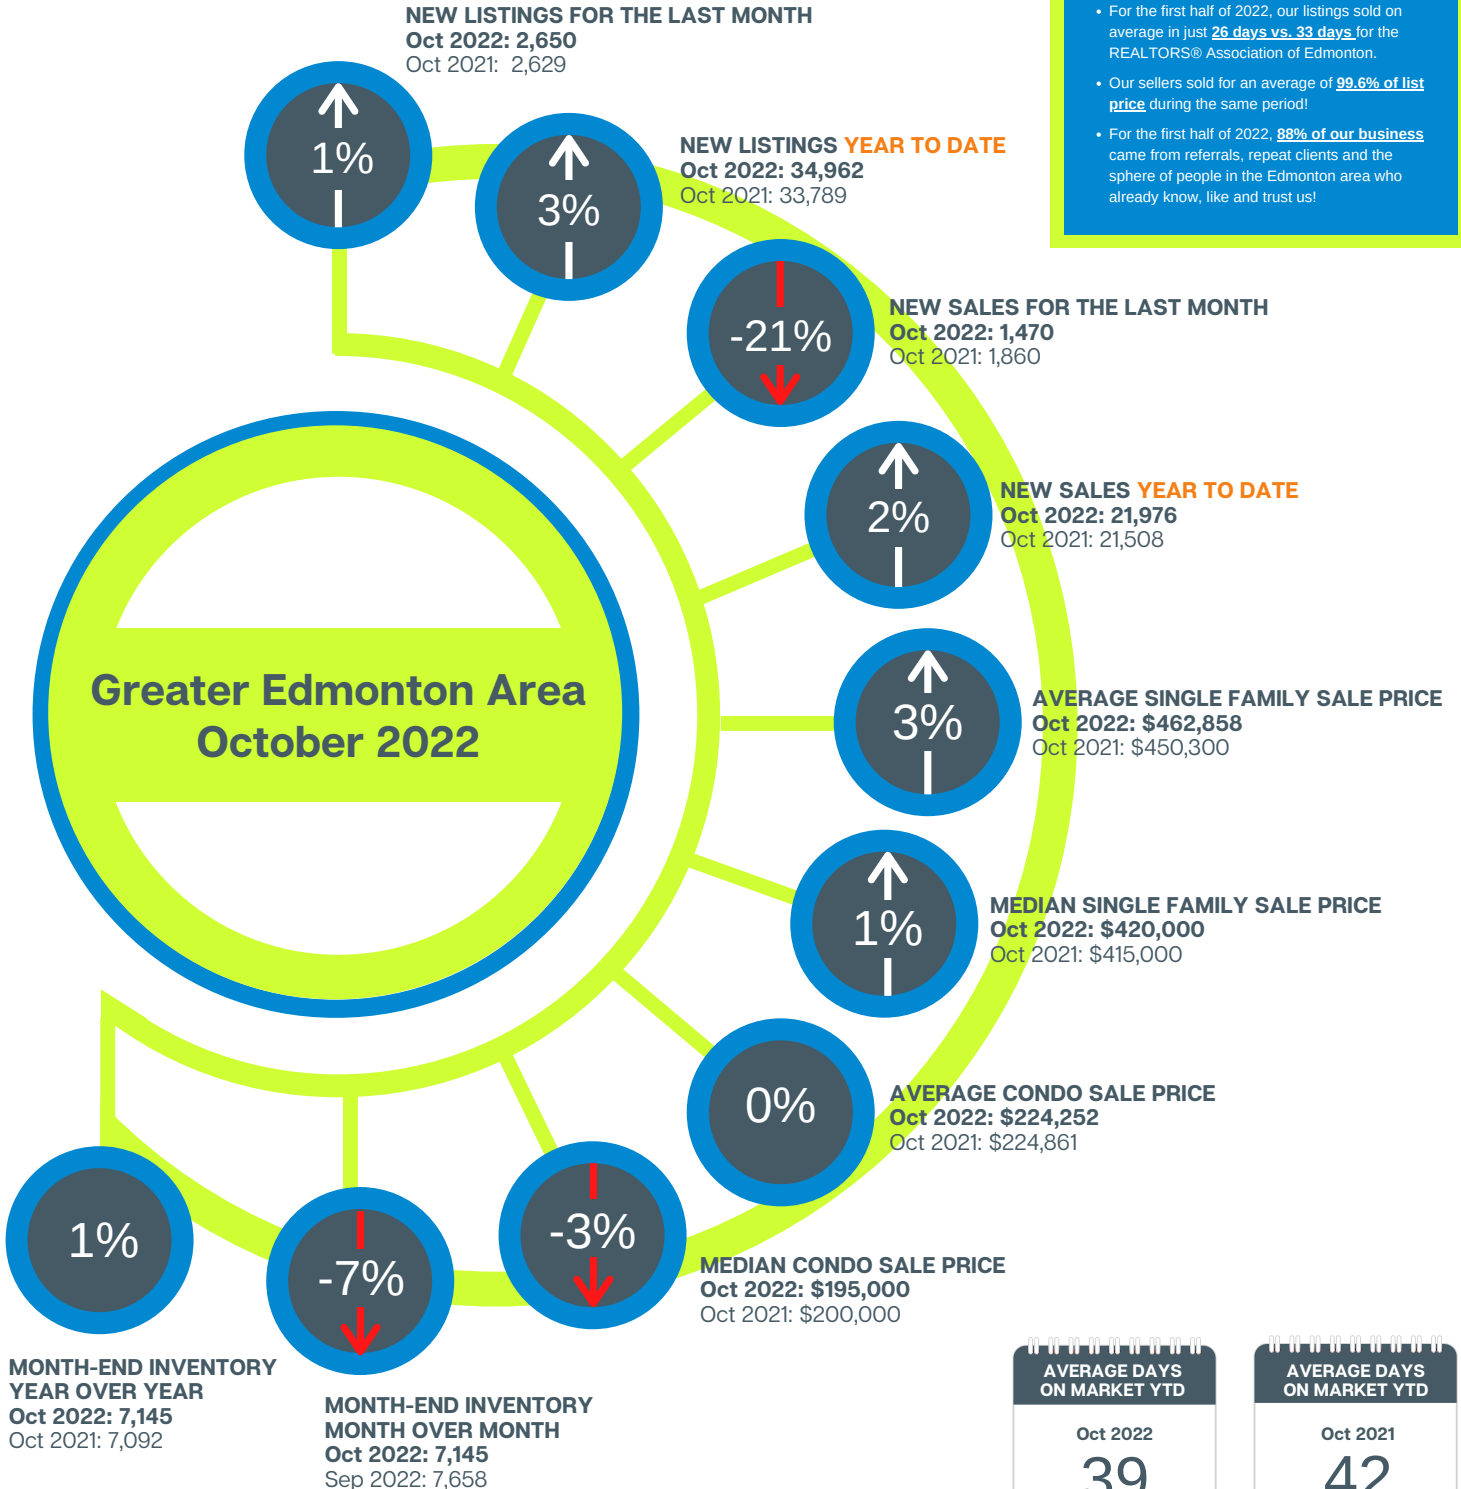 NEW LISTINGS FOR THE LAST MONTH
Oct 2022: 2,650
Oct 2021: 2,629
1%
• For the first half of 2022, our listings sold on
average in just 26 days vs. 33 days for the
REALTORS® Association of Edmonton.
• Our sellers sold for an average of 99.6% of list
price during the same period!
• For the first half of 2022, 88% of our business
came from referrals, repeat clients and the
sphere of people in the Edmonton area who
already know, like and trust us!
3%
NEW LISTINGS YEAR TO DATE
Oct 2022: 34,962
Oct 2021: 33,789
-21%
NEW SALES FOR THE LAST MONTH
Oct 2022: 1,470
Oct 2021: 1,860
2%
NEW SALES YEAR TO DATE
Oct 2022: 21,976
Oct 2021: 21,508
Greater Edmonton Area
October 2022
3%
AVERAGE SINGLE FAMILY SALE PRICE
Oct 2022: $462,858
Oct 2021: $450,300
1%
MEDIAN SINGLE FAMILY SALE PRICE
Oct 2022: $420,000
Oct 2021: $415,000
0%
AVERAGE CONDO SALE PRICE
Oct 2022: $224,252
Oct 2021: $224,861
-3%
MEDIAN CONDO SALE PRICE
Oct 2022: $195,000
Oct 2021: $200,000
-7%
MONTH-END INVENTORY
MONTH OVER MONTH
Oct 2022: 7,145
Sep 2022: 7,658
1%
MONTH-END INVENTORY
YEAR OVER YEAR
Oct 2022: 7,145
Oct 2021: 7,092
AVERAGE DAYS
ON MARKET YTD
Oct 2022
39
AVERAGE DAYS
ON MARKET YTD
Oct 2021
42